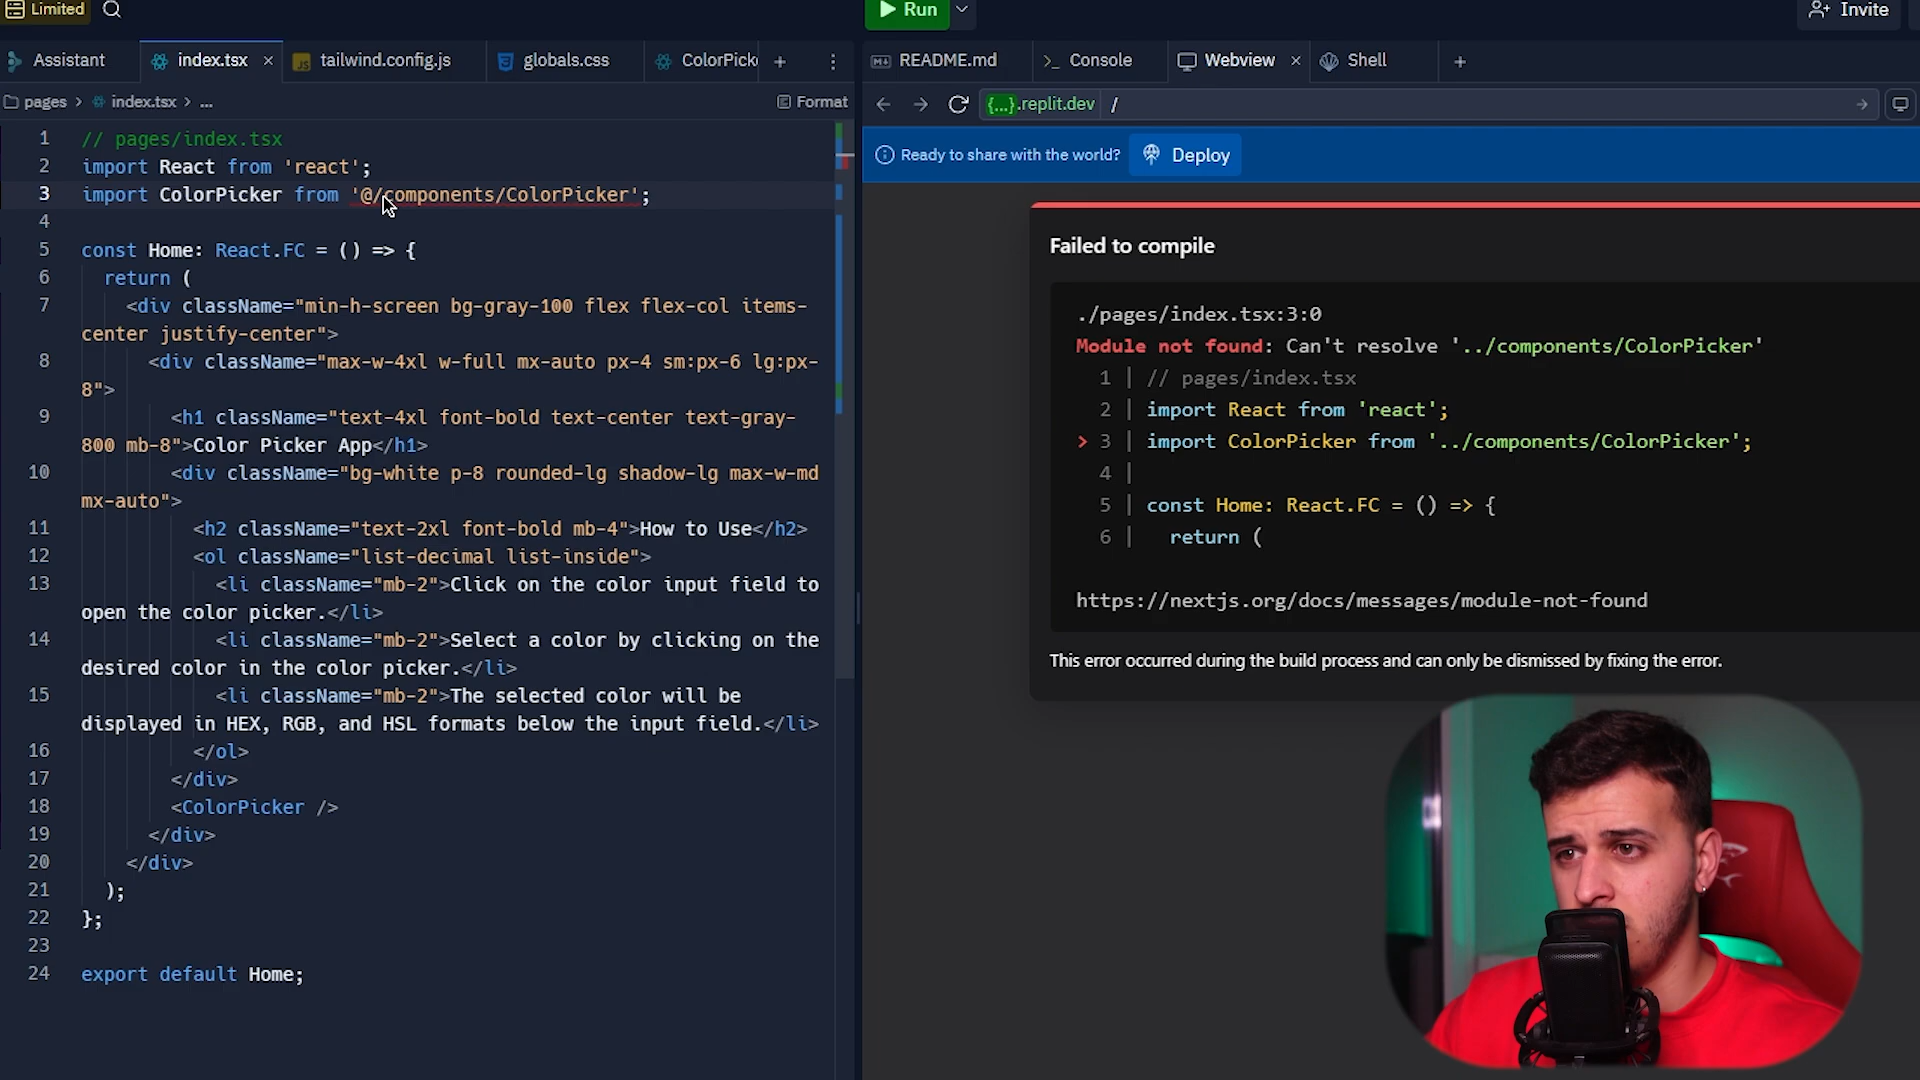 Limited
Run
Invite
Assistant
index.tsx
JS tailwind.config.js
globals.css
ColorPick
pages > index.tsx > ...
Format
1 // pages/index.tsx
2 import React from 'react';
3 import ColorPicker from '@/components/ColorPicker';
4
5 const Home: React.FC = () => {
6 return (
7 <div className="min-h-screen bg-gray-100 flex flex-col items-
center justify-center">
8 <div className="max-w-4xl w-full mx-auto px-4 sm:px-6 lg:px-
8">
9 <h1 className="text-4xl font-bold text-center text-gray-
800 mb-8">Color Picker App</h1>
10 <div className="bg-white p-8 rounded-lg shadow-lg max-w-md
mx-auto">
11 <h2 className="text-2xl font-bold mb-4">How to Use</h2>
12 <ol className="list-decimal list-inside">
13 <li className="mb-2">Click on the color input field to
open the color picker.</li>
14 <li className="mb-2">Select a color by clicking on the
desired color in the color picker.</li>
15 <li className="mb-2">The selected color will be
displayed in HEX, RGB, and HSL formats below the input field.</li>
16 </ol>
17 </div>
18 <ColorPicker />
19 </div>
20 </div>
21 );
22 };
23
24 export default Home;
README.md
Console
Webview
Shell
{...}.replit.dev /
Ready to share with the world?
Deploy
Failed to compile
./pages/index.tsx:3:0
Module not found: Can't resolve '../components/ColorPicker'
1 | // pages/index.tsx
2 | import React from 'react';
> 3 | import ColorPicker from '../components/ColorPicker';
4 |
5 | const Home: React.FC = () => {
6 | return (
https://nextjs.org/docs/messages/module-not-found
This error occurred during the build process and can only be dismissed by fixing the error.